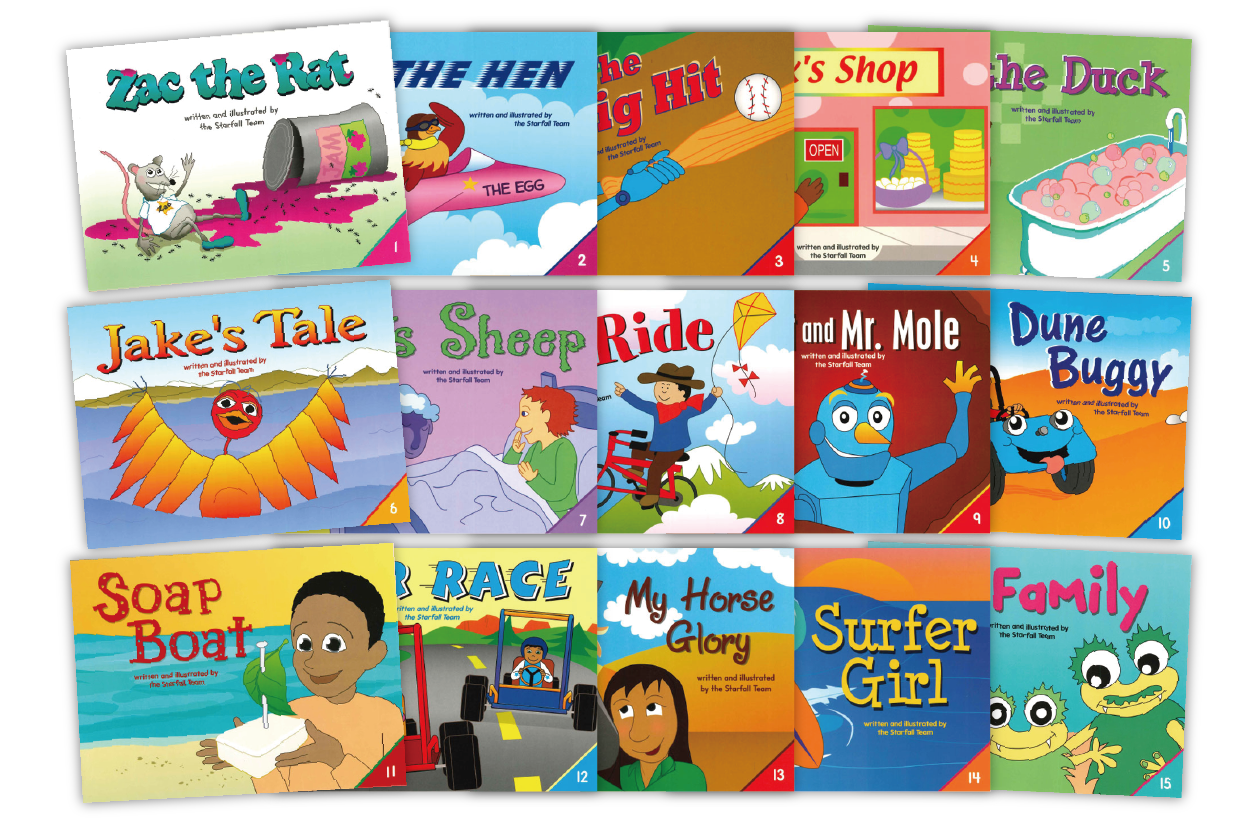 Zac the Rat
written and illustrated by
the Starfall Team
JAM
Zac
1
THE HEN
written and illustrated by
the Starfall Team
THE EGG
2
he
ig Hit
illustrated by
the Starfall Team
3
's Shop
OPEN
written and illustrated by
the Starfall Team
4
he Duck
written and illustrated by
the Starfall Team
5
Jake's Tale
written and illustrated by
the Starfall Team
6
s Sheep
written and illustrated by
the Starfall Team
7
Ride
eam
8
and Mr. Mole
written and illustrated by
the Starfall Team
9
Dune
Buggy
written and illustrated by
the Starfall Team
10
Soap
Boat
written and illustrated by
the Starfall Team
11
R RACE
written and illustrated by
the Starfall Team
12
My Horse
Glory
written and illustrated
by the Starfall Team
13
Surfer
Girl
written and illustrated by
the Starfall Team
14
Family
written and illustrated by
the Starfall Team
15